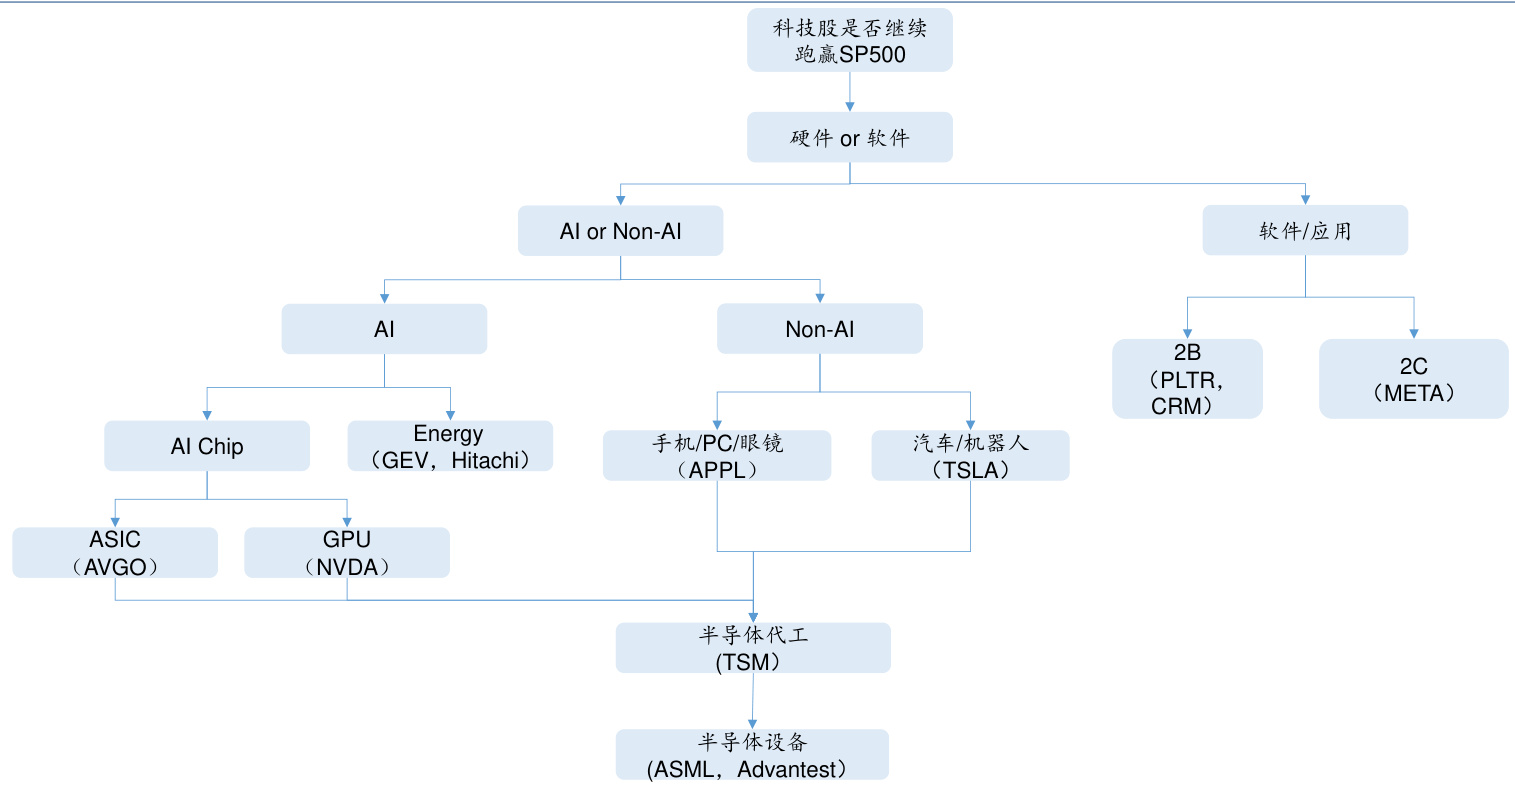 科技股是否继续
跑赢SP500
硬件 or 软件
AI or Non-AI
软件/应用
AI
Non-AI
2B
（PLTR，
CRM）
2C
（META）
AI Chip
Energy
（GEV，Hitachi）
手机/PC/眼镜
（APPL）
汽车/机器人
（TSLA）
ASIC
（AVGO）
GPU
（NVDA）
半导体代工
(TSM）
半导体设备
(ASML，Advantest）